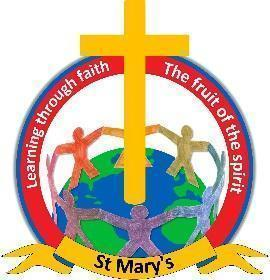 Learning through faith
The fruit of the spirit
St Mary's